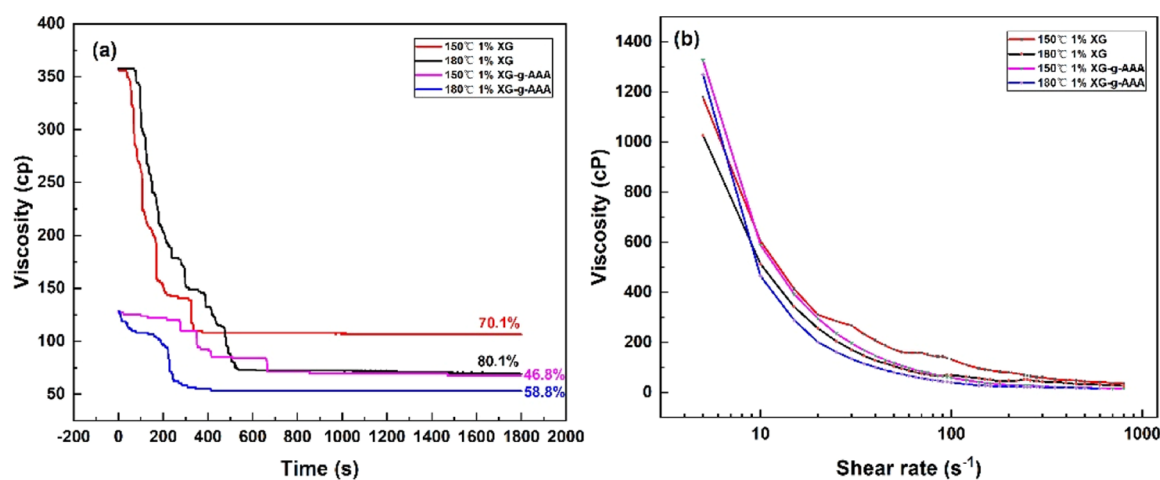 (a)
150℃ 1% XG
180℃ 1% XG
150℃ 1% XG-g-AAA
180℃ 1% XG-g-AAA
400
350
300
250
200
150
100
50
Viscosity (cp)
70.1%
80.1%
46.8%
58.8%
-200 0 200 400 600 800 1000 1200 1400 1600 1800 2000
Time (s)
(b)
150℃ 1% XG
180℃ 1% XG
150℃ 1% XG-g-AAA
180℃ 1% XG-g-AAA
1400
1200
1000
800
600
400
200
0
Viscosity (cP)
10 100 1000
Shear rate (s⁻¹)